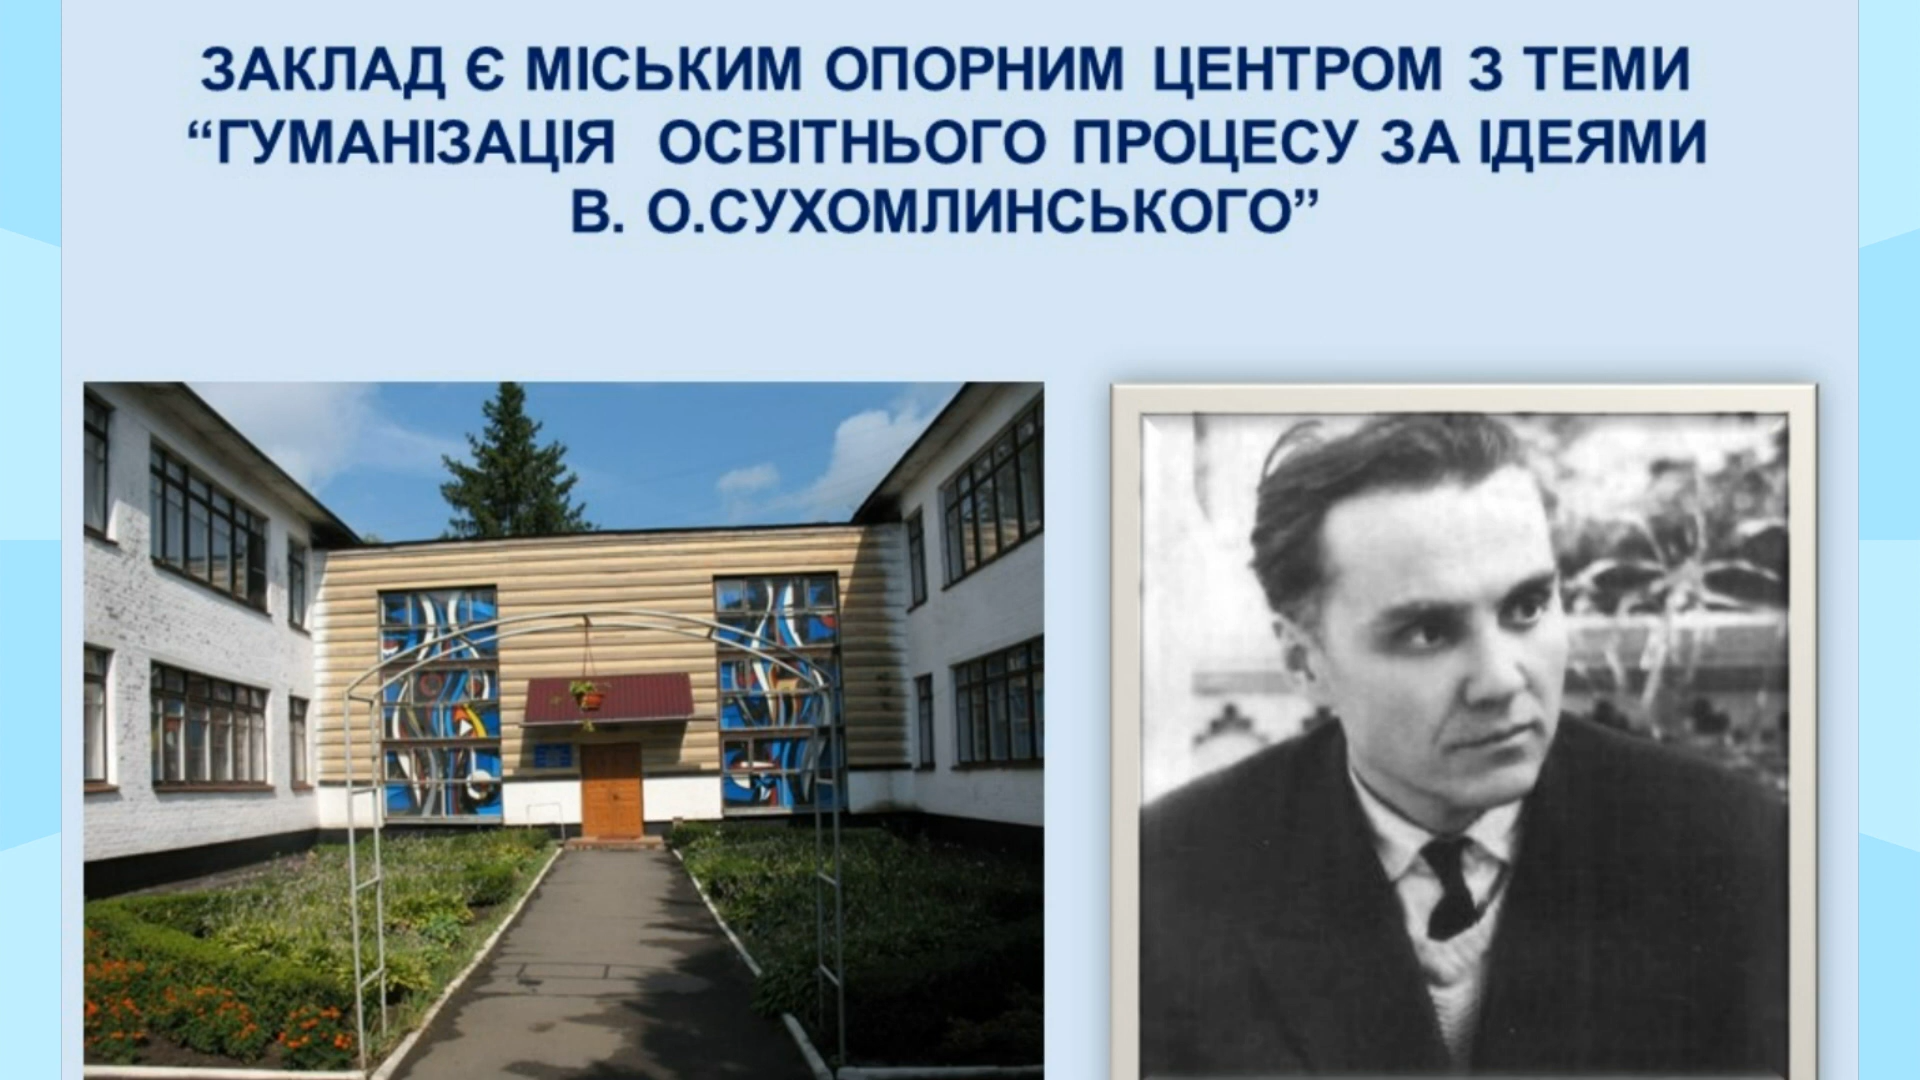 ЗАКЛАД Є МІСЬКИМ ОПОРНИМ ЦЕНТРОМ З ТЕМИ
“ГУМАНІЗАЦІЯ ОСВІТНЬОГО ПРОЦЕСУ ЗА ІДЕЯМИ
В. О.СУХОМЛИНСЬКОГО”